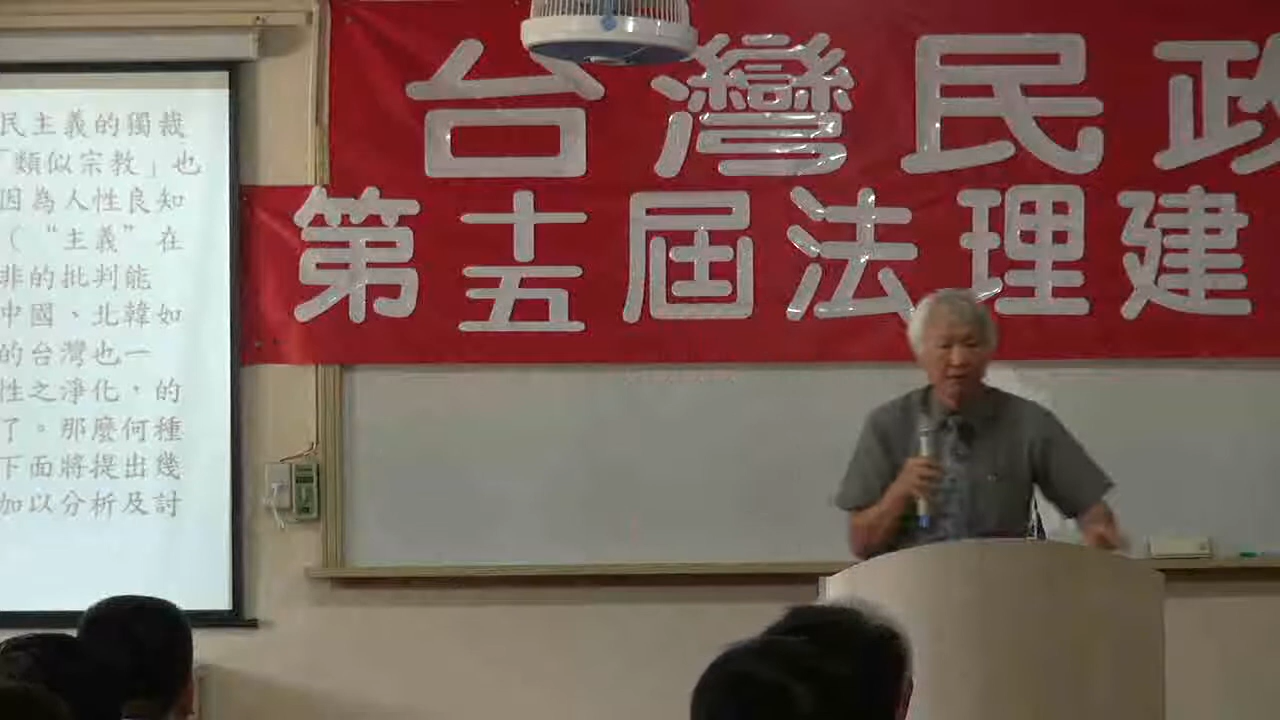 台灣民政
第十五屆法理建
民主義的獨裁
「類似宗教」也
因為人性良知
（“主義”在
非的批判能
中國、北韓如
的台灣也一
性之淨化，的
了。那麼何種
下面將提出幾
加以分析及討